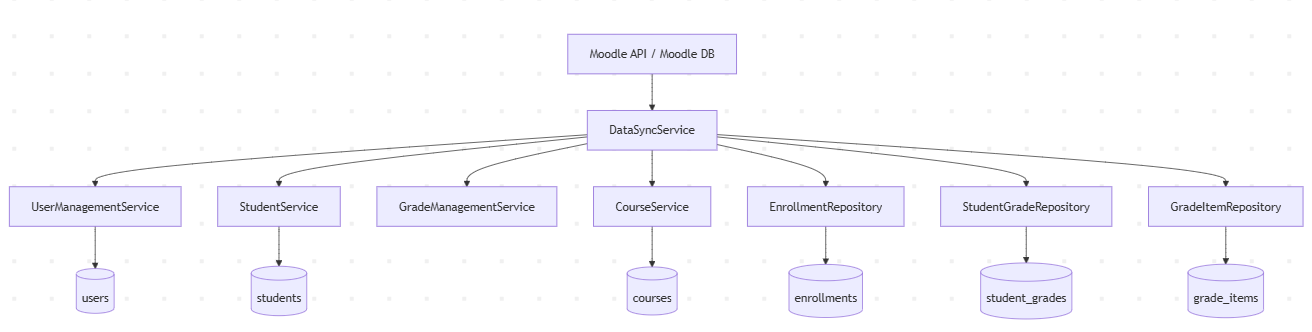 Moodle API / Moodle DB
DataSyncService
UserManagementService
StudentService
GradeManagementService
CourseService
EnrollmentRepository
StudentGradeRepository
GradeItemRepository
users
students
courses
enrollments
student_grades
grade_items